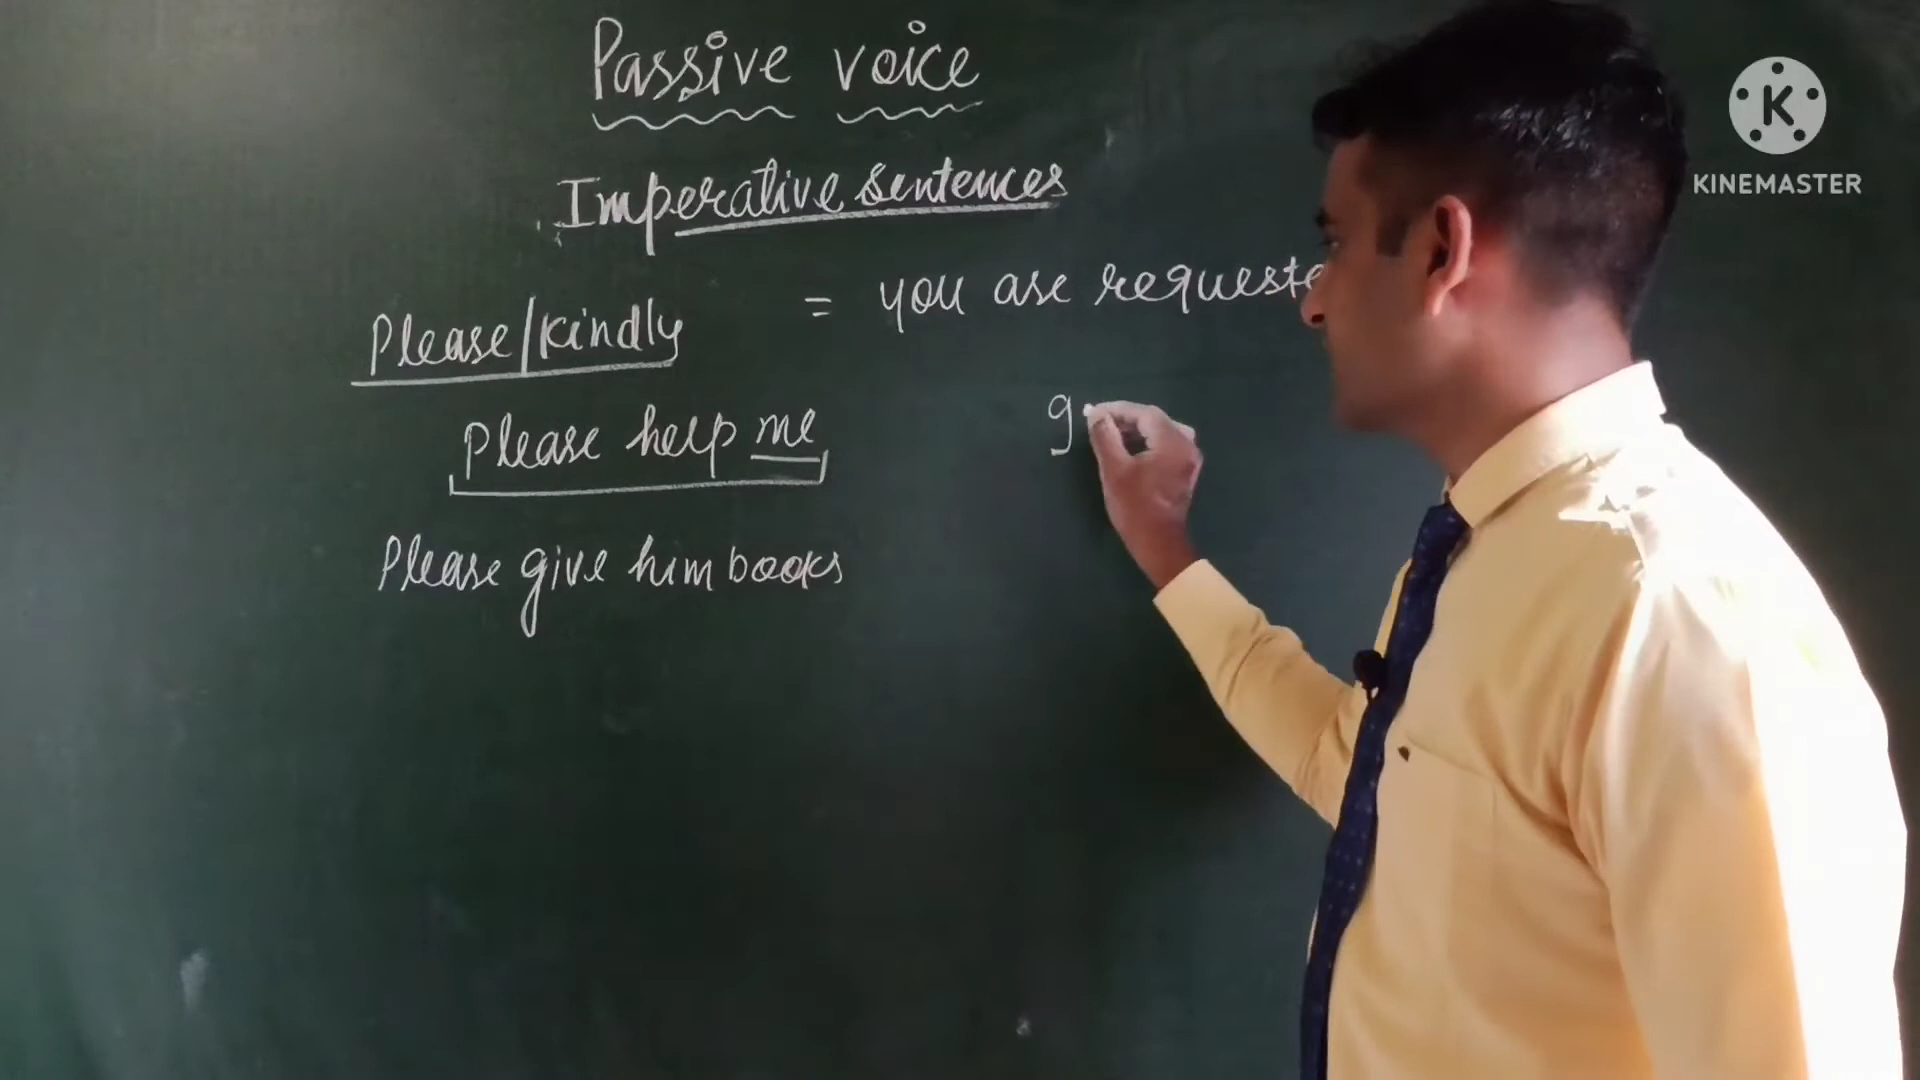 Passive voice
Imperative sentences
Please/Kindly = you are requeste
Please help me
g
Please give him books
K
KINEMASTER